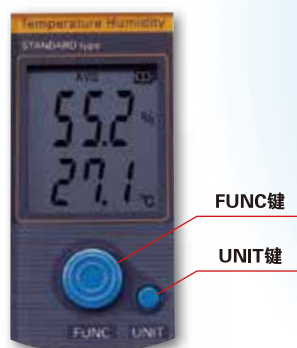 Temperature Humidity
STANDARD type
AVG
55.2 %
27.1 ℃
FUNC键
UNIT键
FUNC UNIT